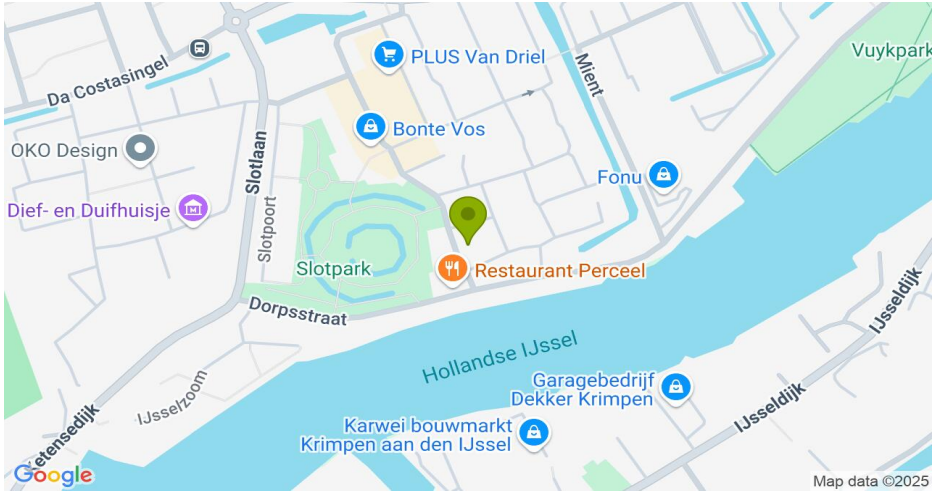 PLUS Van Driel
Vuykpark
Mient
Da Costasingel
Bonte Vos
OKO Design
Slotlaan
Fonu
Dief- en Duifhuisje
Slotpoort
Slotpark
Restaurant Perceel
Dorpsstraat
IJsseldijk
Hollandse IJssel
Garagebedrijf
Dekker Krimpen
IJsselzoom
IJsseldijk
Karwei bouwmarkt
Krimpen aan den IJssel
Ketensedijk
Google
Map data ©2025